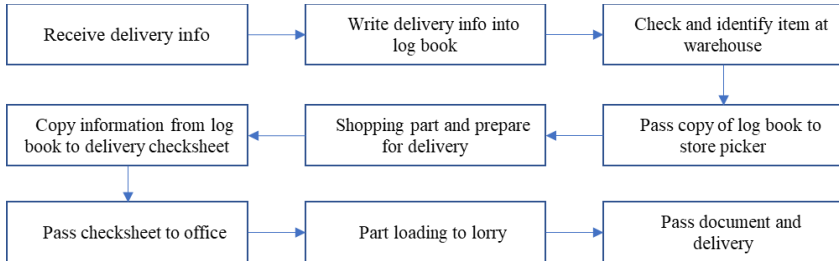 Receive delivery info
Write delivery info into
log book
Check and identify item at
warehouse
Pass copy of log book to
store picker
Shopping part and prepare
for delivery
Copy information from log
book to delivery checksheet
Pass checksheet to office
Part loading to lorry
Pass document and
delivery